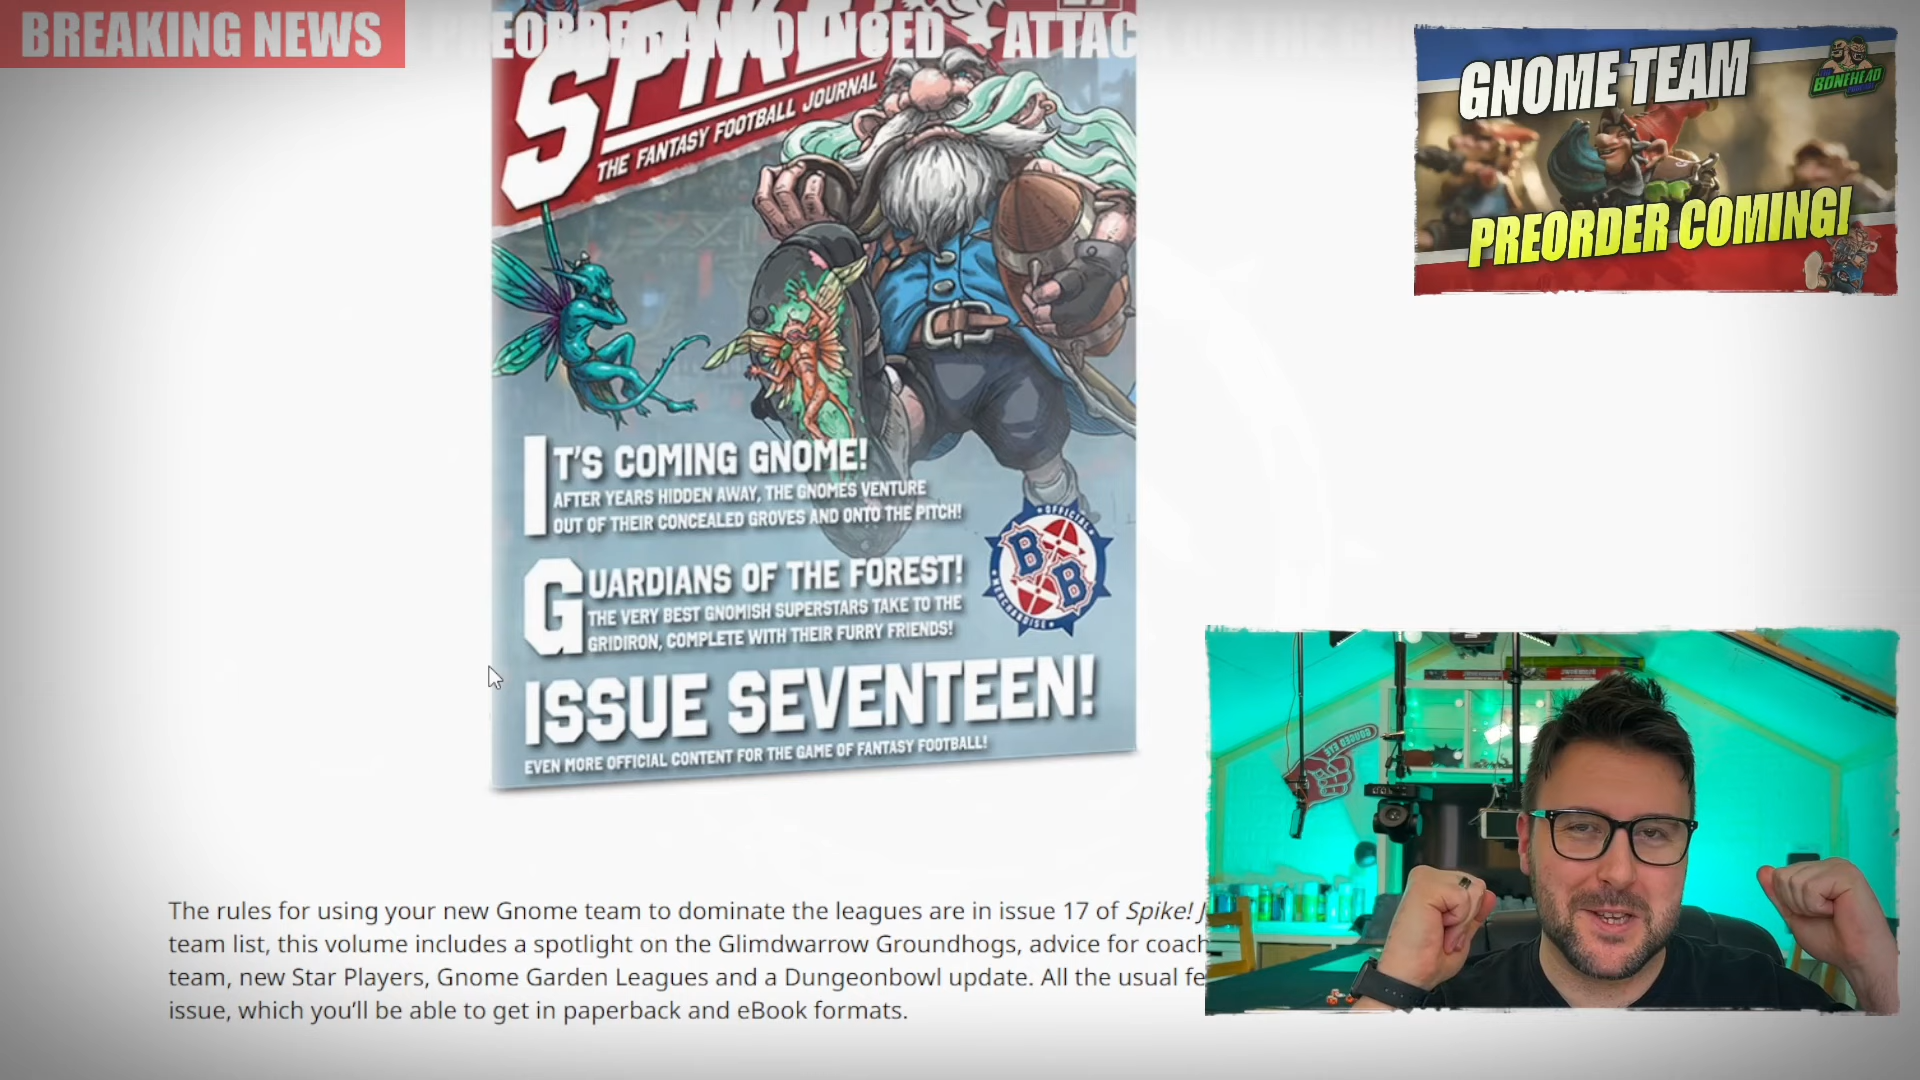 BREAKING NEWS
PREORDER ANNOUNCED
SPIKE!
THE FANTASY FOOTBALL JOURNAL
GNOME TEAM
BONEHEAD
PREORDER COMING!
IT'S COMING GNOME!
AFTER YEARS HIDDEN AWAY, THE GNOMES VENTURE
OUT OF THEIR CONCEALED GROVES AND ONTO THE PITCH!
GUARDIANS OF THE FOREST!
THE VERY BEST GNOMISH SUPERSTARS TAKE TO THE
GRIDIRON, COMPLETE WITH THEIR FURRY FRIENDS!
OFFICIAL
BB
MERCHANDISE
ISSUE SEVENTEEN!
EVEN MORE OFFICIAL CONTENT FOR THE GAME OF FANTASY FOOTBALL!
GOUGED EYE
The rules for using your new Gnome team to dominate the leagues are in issue 17 of Spike! J
team list, this volume includes a spotlight on the Glimdwarrow Groundhogs, advice for coach
team, new Star Players, Gnome Garden Leagues and a Dungeonbowl update. All the usual fe
issue, which you'll be able to get in paperback and eBook formats.